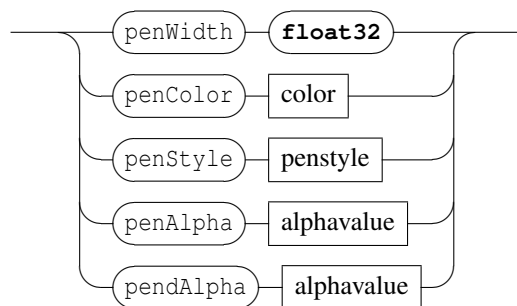 penWidth float32
penColor color
penStyle penstyle
penAlpha alphavalue
pendAlpha alphavalue